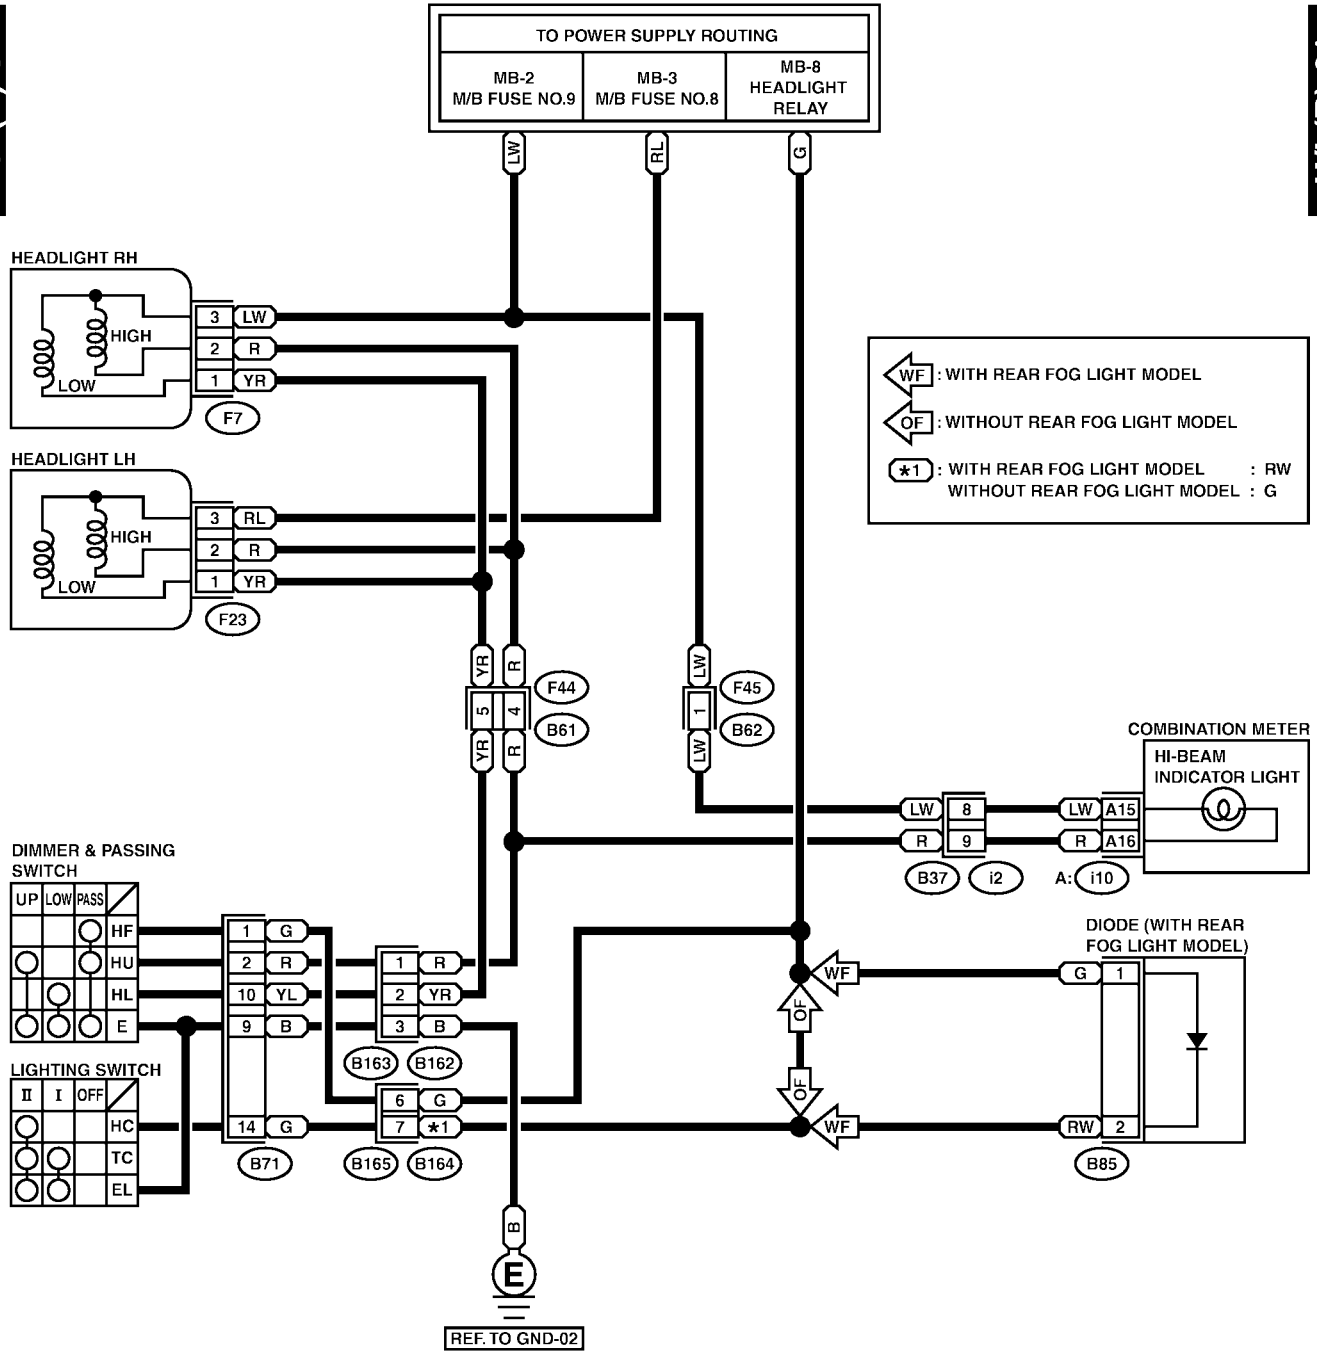 TO POWER SUPPLY ROUTING
MB-2
M/B FUSE NO.9
MB-3
M/B FUSE NO.8
MB-8
HEADLIGHT
RELAY
LW
RL
G
HEADLIGHT RH
HIGH
LOW
3 LW
2 R
1 YR
F7
HEADLIGHT LH
HIGH
LOW
3 RL
2 R
1 YR
F23
WF : WITH REAR FOG LIGHT MODEL
OF : WITHOUT REAR FOG LIGHT MODEL
*1 : WITH REAR FOG LIGHT MODEL : RW
WITHOUT REAR FOG LIGHT MODEL : G
YR R
5 4
YR R
F44
B61
LW
1
LW
F45
B62
COMBINATION METER
HI-BEAM
INDICATOR LIGHT
LW 8 LW A15
R 9 R A16
B37 i2 A: i10
DIMMER & PASSING
SWITCH
UP LOW PASS
HF
HU
HL
E
1 G
2 R
10 YL
9 B
14 G
B71
1 R
2 YR
3 B
B163 B162
6 G
7 *1
B165 B164
LIGHTING SWITCH
II I OFF
HC
TC
EL
DIODE (WITH REAR
FOG LIGHT MODEL)
WF
G 1
OF
OF
WF
RW 2
B85
B
E
REF. TO GND-02